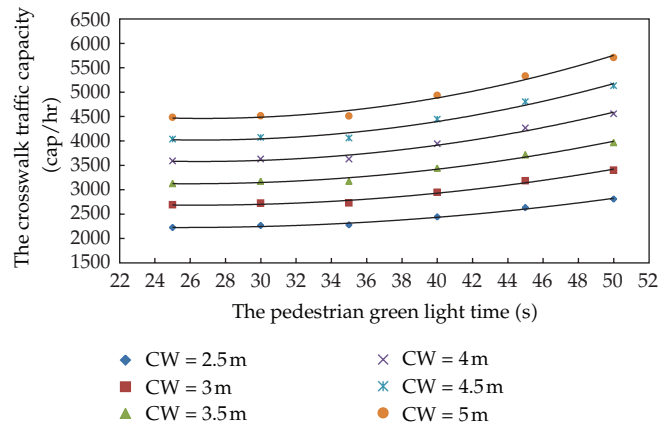 The crosswalk traffic capacity
(cap/hr)
6500
6000
5500
5000
4500
4000
3500
3000
2500
2000
1500
22 24 26 28 30 32 34 36 38 40 42 44 46 48 50 52
The pedestrian green light time (s)
CW = 2.5 m
CW = 3 m
CW = 3.5 m
CW = 4 m
CW = 4.5 m
CW = 5 m